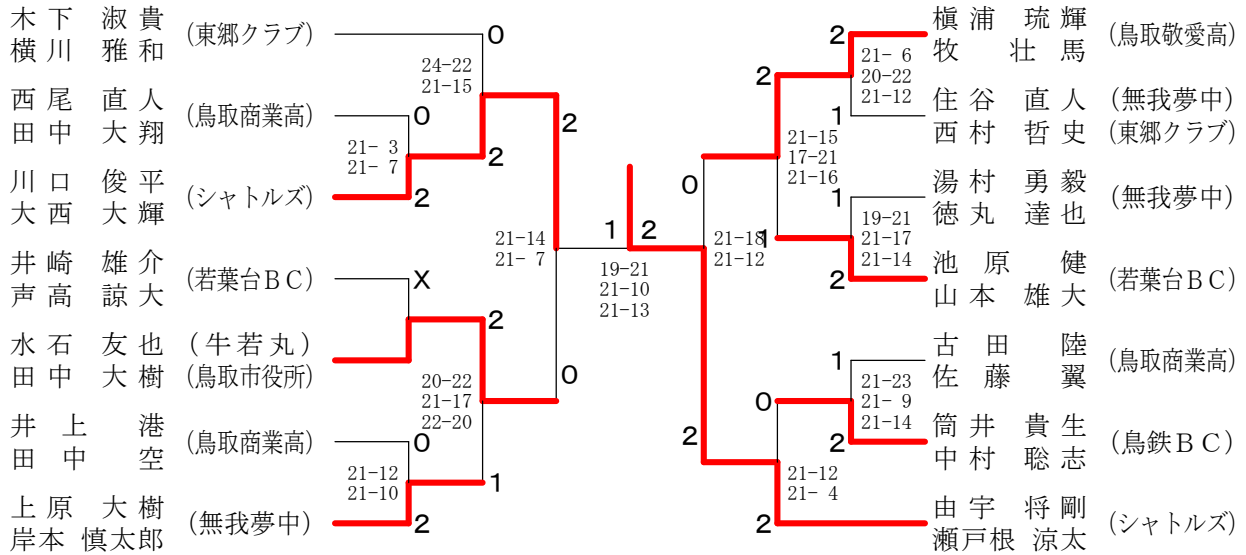 木下 淑貴
横川 雅和
(東郷クラブ)
0
24-22
21-15
西尾 直人
田中 大翔
(鳥取商業高)
0
21- 3
21- 7
2
川口 俊平
大西 大輝
(シャトルズ)
2
2
21-14
21- 7
井崎 雄介
声高 諒大
(若葉台BC)
X
水石 友也
田中 大樹
(牛若丸)
(鳥取市役所)
2
20-22
21-17
22-20
0
井上 港
田中 空
(鳥取商業高)
0
21-12
21-10
1
上原 大樹
岸本 慎太郎
(無我夢中)
2
1
2
19-21
21-10
21-13
槇浦 琉輝
牧 壮馬
(鳥取敬愛高)
2
21- 6
20-22
21-12
2
住谷 直人
西村 哲史
(無我夢中)
(東郷クラブ)
1
21-15
17-21
21-16
0
湯村 勇毅
徳丸 達也
(無我夢中)
1
19-21
21-17
21-14
21-18
21-12
1
池原 健
山本 雄大
(若葉台BC)
2
古田 陸
佐藤 翼
(鳥取商業高)
1
21-23
21- 9
21-14
0
筒井 貴生
中村 聡志
(鳥鉄BC)
2
2
21-12
21- 4
由宇 将剛
瀬戸根 涼太
(シャトルズ)
2